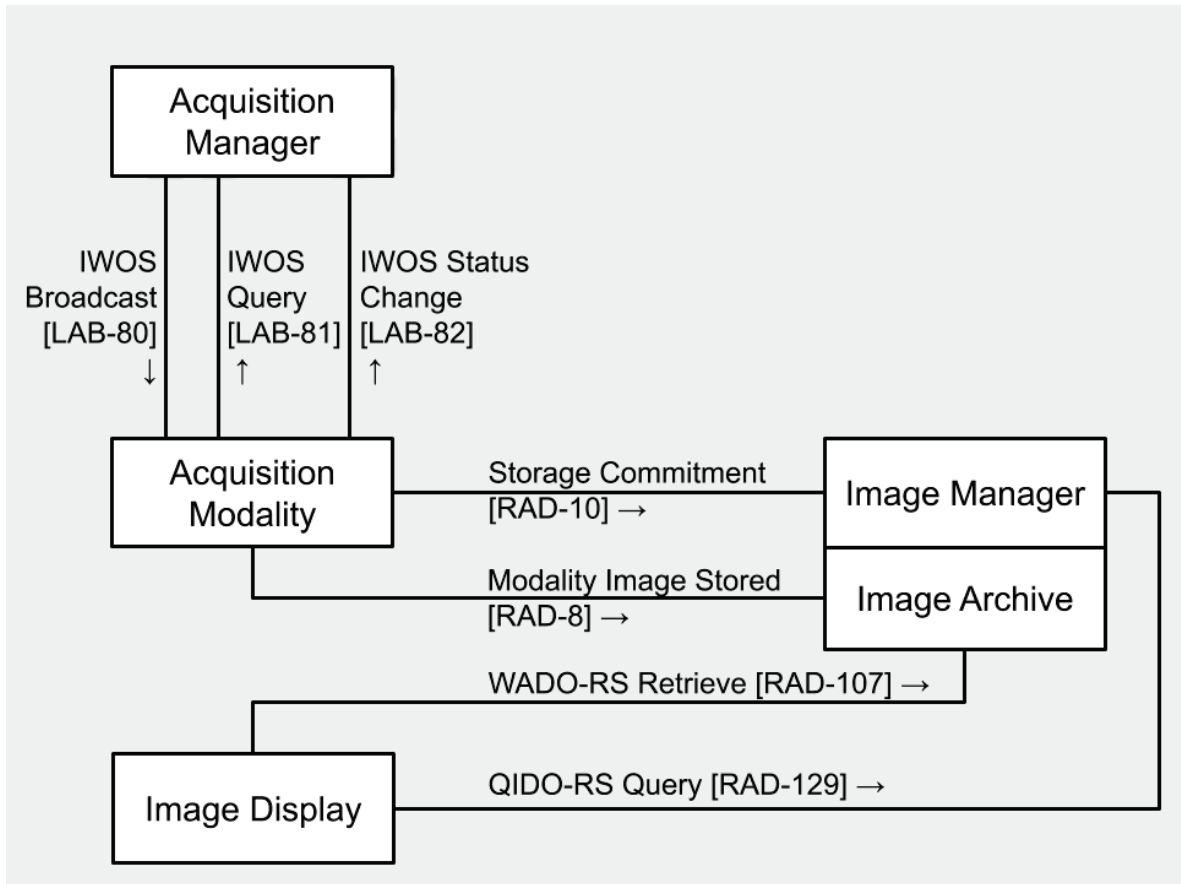 Acquisition
Manager
IWOS
Broadcast
[LAB-80]
↓
IWOS
Query
[LAB-81]
↑
IWOS Status
Change
[LAB-82]
↑
Acquisition
Modality
Storage Commitment
[RAD-10] →
Image Manager
Modality Image Stored
[RAD-8] →
Image Archive
WADO-RS Retrieve [RAD-107] →
Image Display
QIDO-RS Query [RAD-129] →